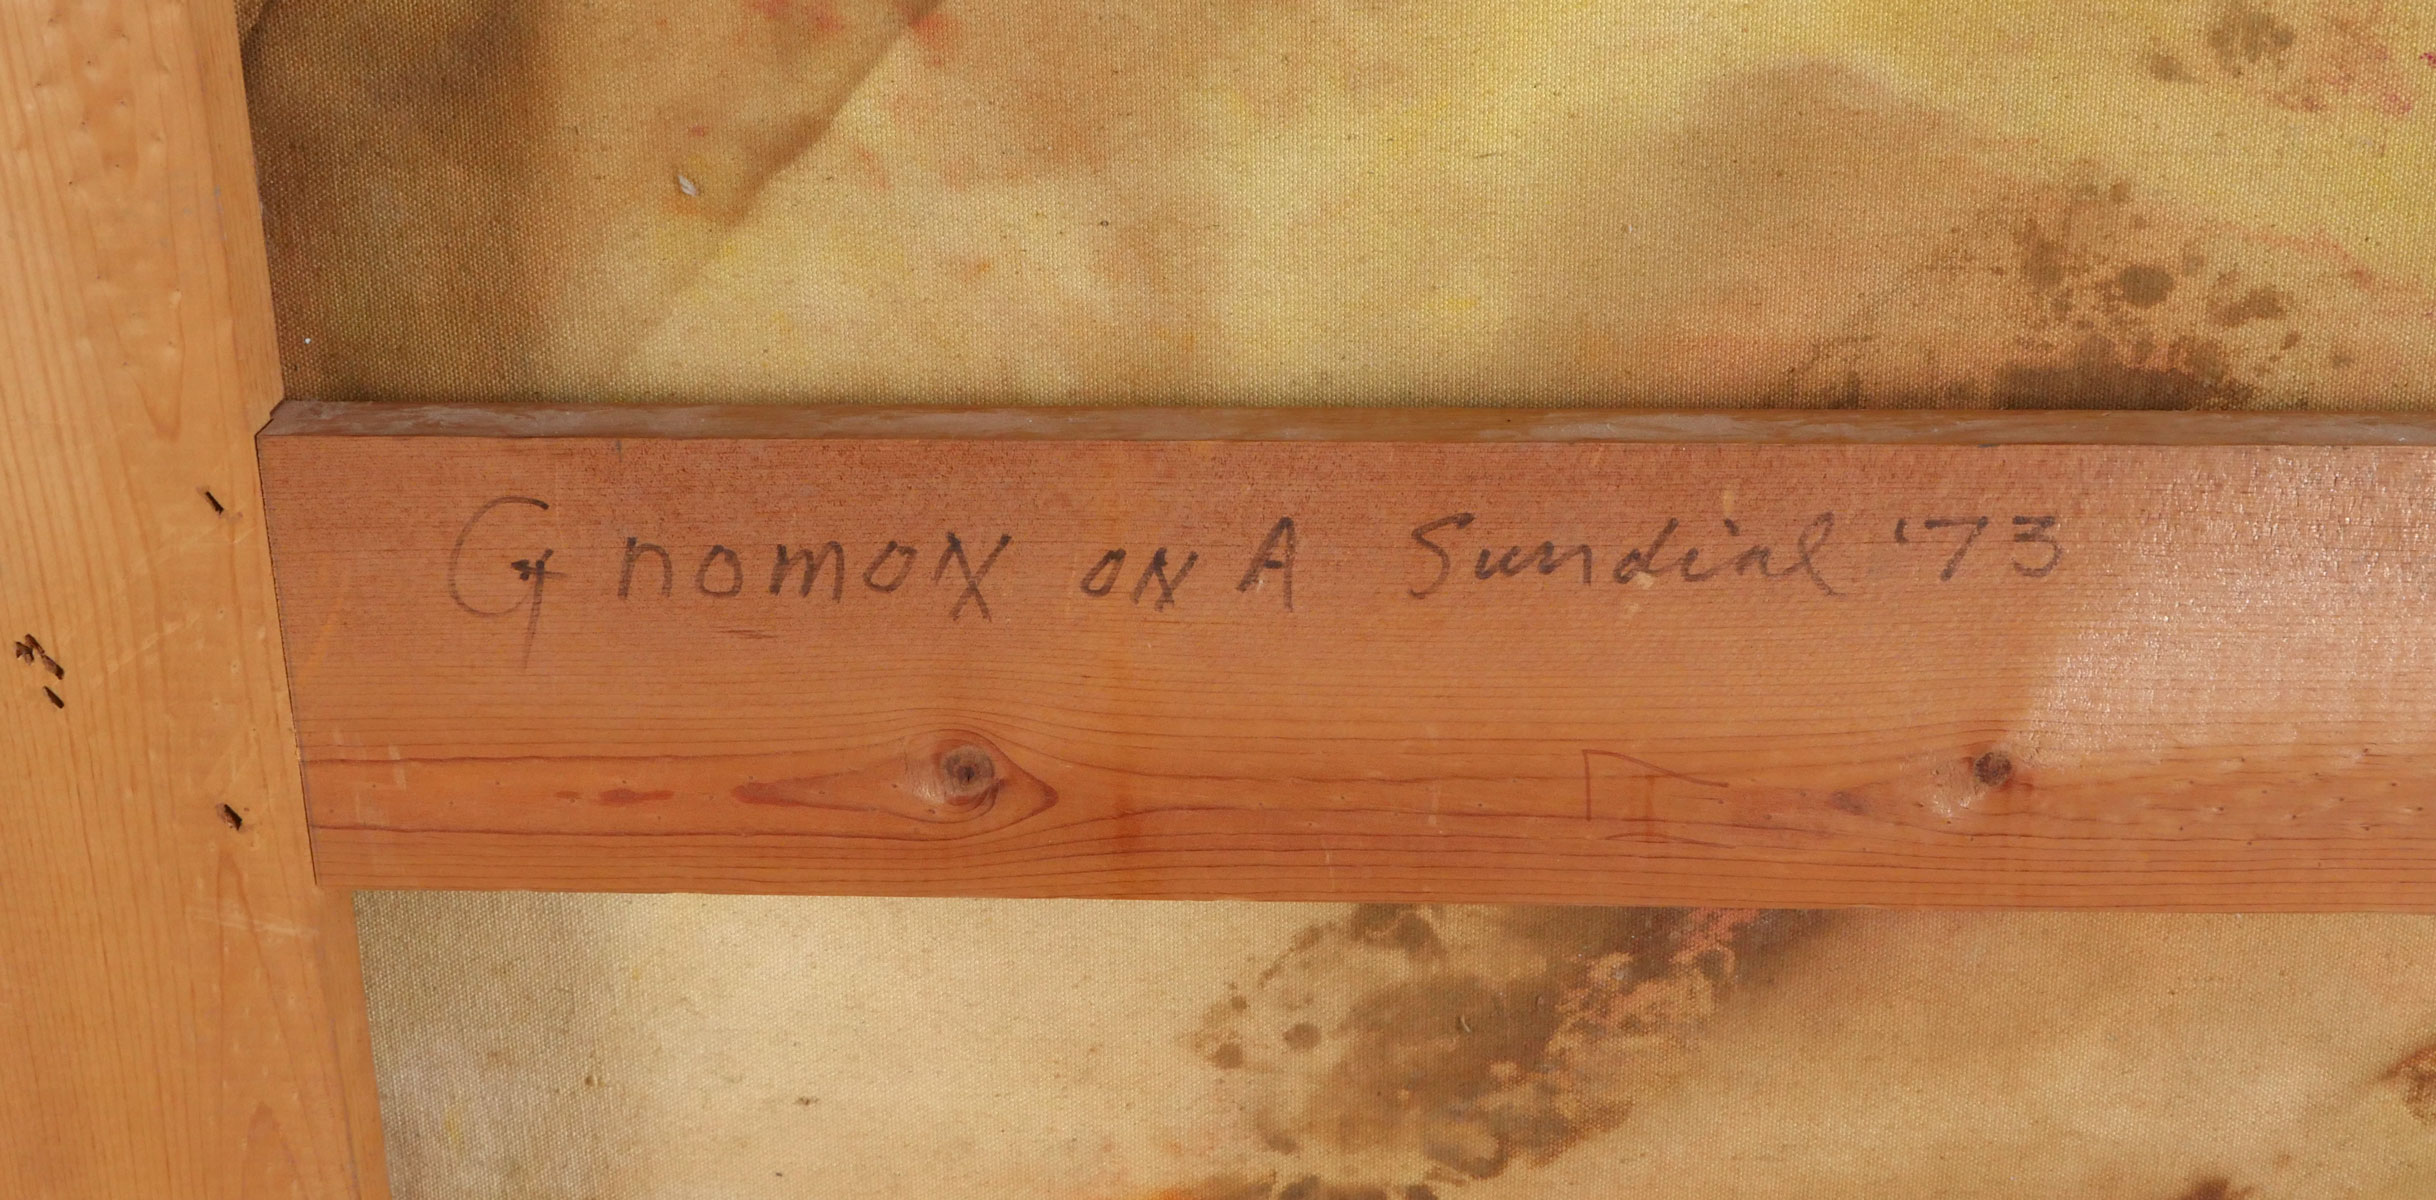 Gnomon on A Sundial '73